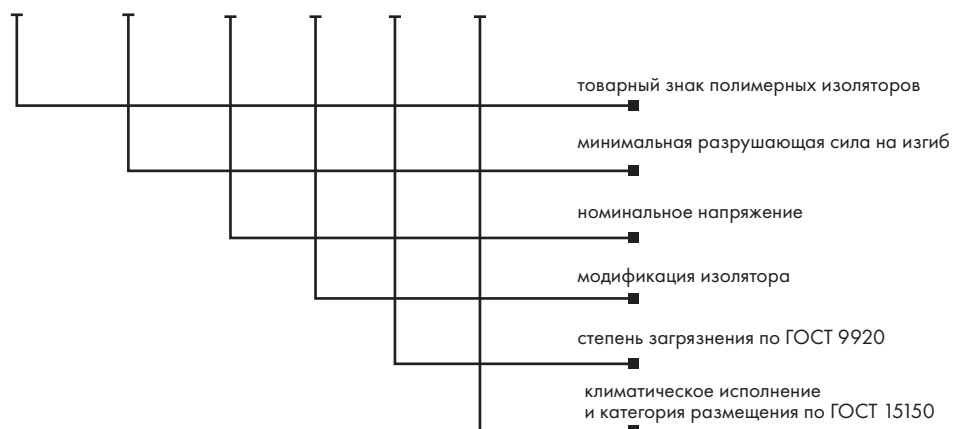 товарный знак полимерных изоляторов
минимальная разрушающая сила на изгиб
номинальное напряжение
модификация изолятора
степень загрязнения по ГОСТ 9920
климатическое исполнение
и категория размещения по ГОСТ 15150